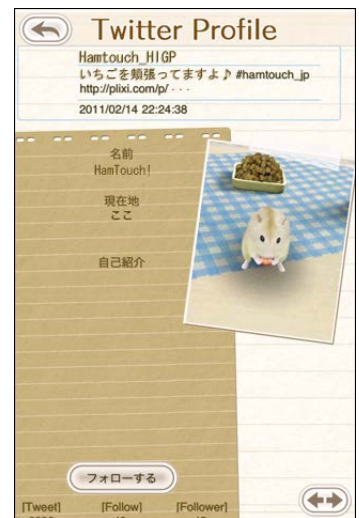 Twitter Profile
Hamtouch_HIGP
いちごを頬張ってますよ♪ #hamtouch_jp
http://plixi.com/p/・・・
2011/02/14 22:24:38
名前
HamTouch!
現在地
ここ
自己紹介
フォローする
[Tweet] [Follow] [Follower]